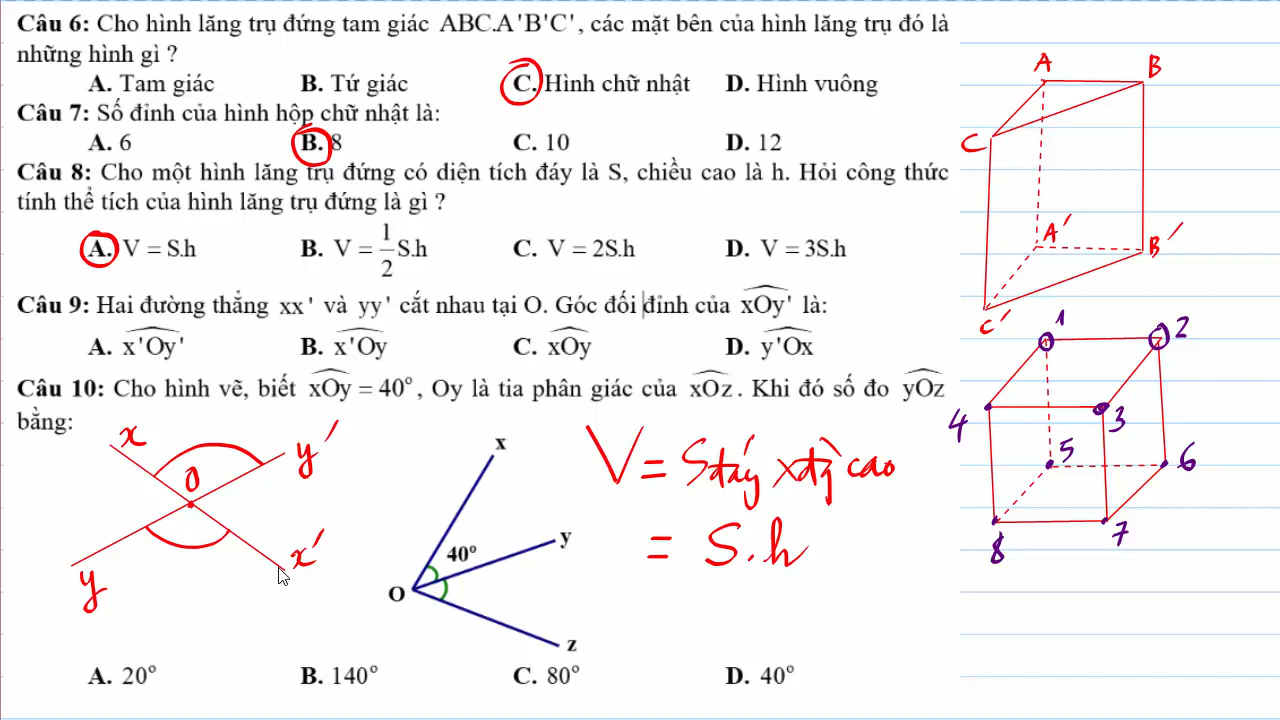 Câu 6: Cho hình lăng trụ đứng tam giác ABC.A'B'C', các mặt bên của hình lăng trụ đó là
những hình gì ?
A. Tam giác B. Tứ giác C. Hình chữ nhật D. Hình vuông
Câu 7: Số đỉnh của hình hộp chữ nhật là:
A. 6 B. 8 C. 10 D. 12
Câu 8: Cho một hình lăng trụ đứng có diện tích đáy là S, chiều cao là h. Hỏi công thức
tính thể tích của hình lăng trụ đứng là gì ?
A. V = S.h B. V = 1/2 S.h C. V = 2S.h D. V = 3S.h
Câu 9: Hai đường thẳng xx' và yy' cắt nhau tại O. Góc đối đỉnh của xOy' là:
A. x'Oy' B. x'Oy C. xOy D. y'Ox
Câu 10: Cho hình vẽ, biết xOy = 40°, Oy là tia phân giác của xOz. Khi đó số đo yOz
bằng:
x y'
O
y x'
x
40° y
O
z
V = Sđáy x cao
= S.h
A. 20° B. 140° C. 80° D. 40°
A B
C
A' B'
C'
1 2
4 3
5 6
8 7